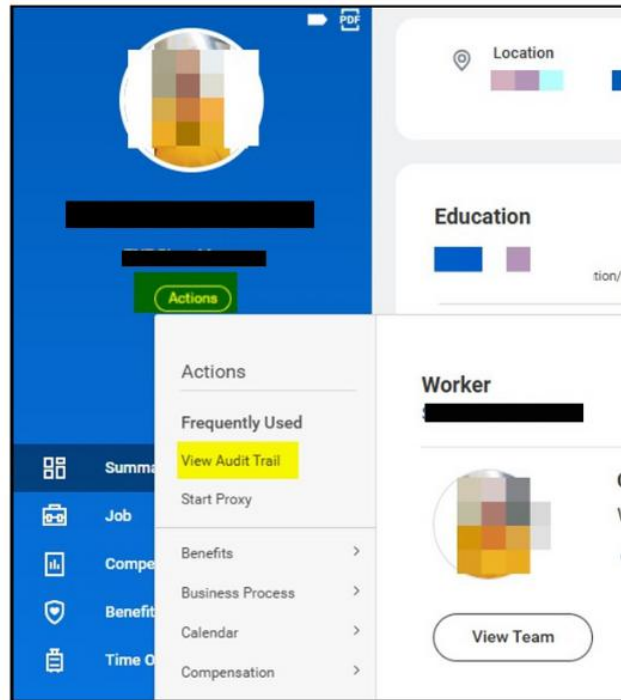 PDF
Location
Education
tion/
Actions
Actions
Frequently Used
View Audit Trail
Start Proxy
Benefits
Business Process
Calendar
Compensation
Summa
Job
Compe
Benefit
Time O
Worker
View Team